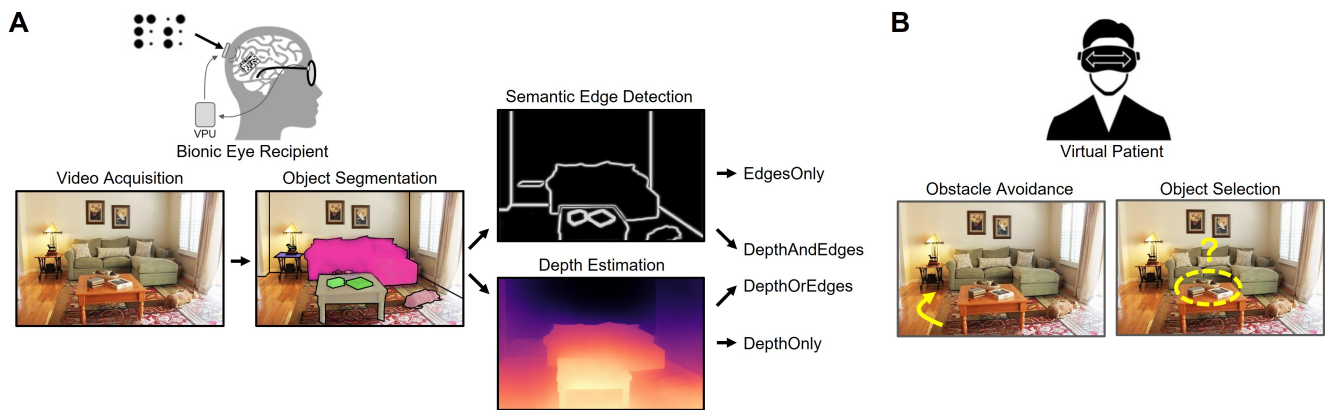 A
VPU
Bionic Eye Recipient
Video Acquisition
Object Segmentation
Semantic Edge Detection
Depth Estimation
EdgesOnly
DepthAndEdges
DepthOrEdges
DepthOnly
B
Virtual Patient
Obstacle Avoidance
Object Selection
?